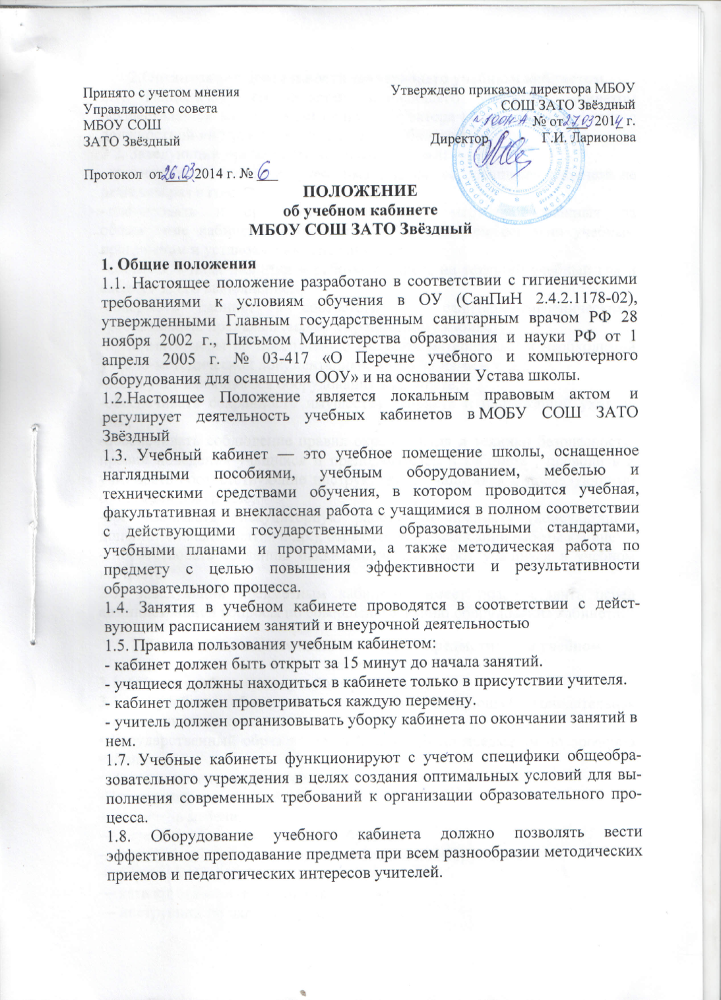 Принято с учетом мнения
Управляющего совета
МБОУ СОШ
ЗАТО Звёздный
Протокол от 26.03 2014 г. № 6
Утверждено приказом директора МБОУ
СОШ ЗАТО Звёздный
№ от 27.03 2014 г.
Директор Г.И. Ларионова
ПОЛОЖЕНИЕ
об учебном кабинете
МБОУ СОШ ЗАТО Звёздный
1. Общие положения
1.1. Настоящее положение разработано в соответствии с гигиеническими
требованиями к условиям обучения в ОУ (СанПиН 2.4.2.1178-02),
утвержденными Главным государственным санитарным врачом РФ 28
ноября 2002 г., Письмом Министерства образования и науки РФ от 1
апреля 2005 г. № 03-417 «О Перечне учебного и компьютерного
оборудования для оснащения ООУ» и на основании Устава школы.
1.2.Настоящее Положение является локальным правовым актом и
регулирует деятельность учебных кабинетов в МОБУ СОШ ЗАТО
Звёздный
1.3. Учебный кабинет — это учебное помещение школы, оснащенное
наглядными пособиями, учебным оборудованием, мебелью и
техническими средствами обучения, в котором проводится учебная,
факультативная и внеклассная работа с учащимися в полном соответствии
с действующими государственными образовательными стандартами,
учебными планами и программами, а также методическая работа по
предмету с целью повышения эффективности и результативности
образовательного процесса.
1.4. Занятия в учебном кабинете проводятся в соответствии с дейст-
вующим расписанием занятий и внеурочной деятельностью
1.5. Правила пользования учебным кабинетом:
- кабинет должен быть открыт за 15 минут до начала занятий.
- учащиеся должны находиться в кабинете только в присутствии учителя.
- кабинет должен проветриваться каждую перемену.
- учитель должен организовывать уборку кабинета по окончании занятий в
нем.
1.7. Учебные кабинеты функционируют с учетом специфики общеобра-
зовательного учреждения в целях создания оптимальных условий для вы-
полнения современных требований к организации образовательного про-
цесса.
1.8. Оборудование учебного кабинета должно позволять вести
эффективное преподавание предмета при всем разнообразии методических
приемов и педагогических интересов учителей.